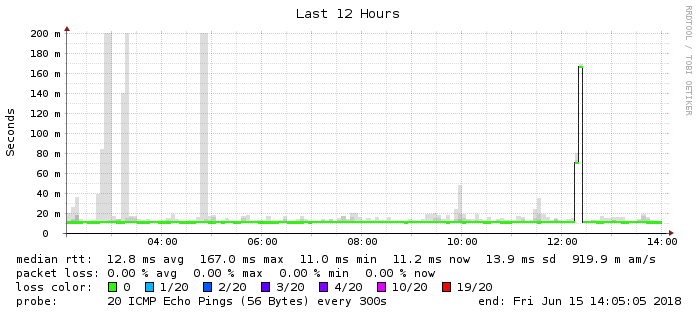 Last 12 Hours
RRDTOOL / TOBI OETIKER
Seconds
200 m
180 m
160 m
140 m
120 m
100 m
80 m
60 m
40 m
20 m
0
04:00 06:00 08:00 10:00 12:00 14:00
median rtt: 12.8 ms avg 167.0 ms max 11.0 ms min 11.2 ms now 13.9 ms sd 919.9 m am/s
packet loss: 0.00 % avg 0.00 % max 0.00 % min 0.00 % now
loss color: 0 1/20 2/20 3/20 4/20 10/20 19/20
probe: 20 ICMP Echo Pings (56 Bytes) every 300s end: Fri Jun 15 14:05:05 2018